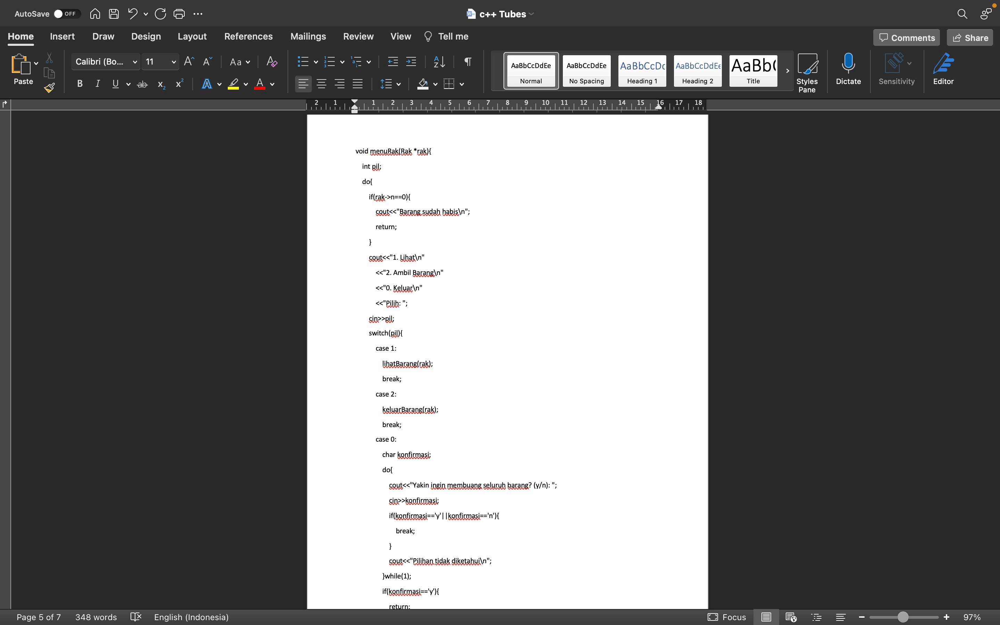 AutoSave OFF
c++ Tubes
Home Insert Draw Design Layout References Mailings Review View Tell me
Comments Share
Paste
Calibri (Bo... 11
AaBbCcDdEe Normal
AaBbCcDdEe No Spacing
AaBbCcDc Heading 1
AaBbCcDdEe Heading 2
AaBb( Title
Styles Pane
Dictate
Sensitivity
Editor
2 1 1 2 3 4 5 6 7 8 9 10 11 12 13 14 15 16 17 18
void menuRak(Rak *rak){
int pil;
do{
if(rak->n==0){
cout<<"Barang sudah habis\n";
return;
}
cout<<"1. Lihat\n"
<<"2. Ambil Barang\n"
<<"0. Keluar\n"
<<"Pilih: ";
cin>>pil;
switch(pil){
case 1:
lihatBarang(rak);
break;
case 2:
keluarBarang(rak);
break;
case 0:
char konfirmasi;
do{
cout<<"Yakin ingin membuang seluruh barang? (y/n): ";
cin>>konfirmasi;
if(konfirmasi=='y'||konfirmasi=='n'){
break;
}
cout<<"Pilihan tidak diketahui\n";
}while(1);
if(konfirmasi=='y'){
return;
Page 5 of 7 348 words English (Indonesia)
Focus 97%